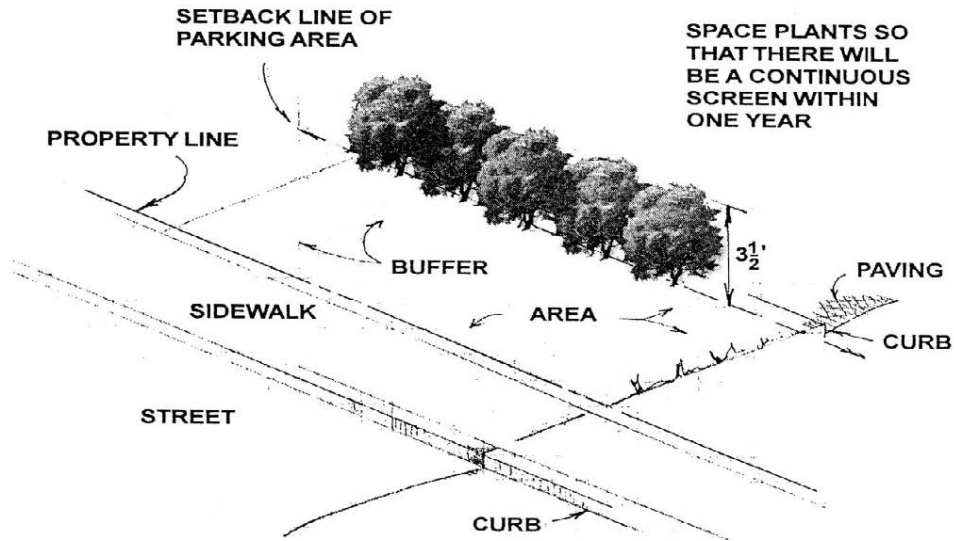 SETBACK LINE OF
PARKING AREA
SPACE PLANTS SO
THAT THERE WILL
BE A CONTINUOUS
SCREEN WITHIN
ONE YEAR
PROPERTY LINE
3½'
BUFFER
PAVING
SIDEWALK
AREA
CURB
STREET
CURB